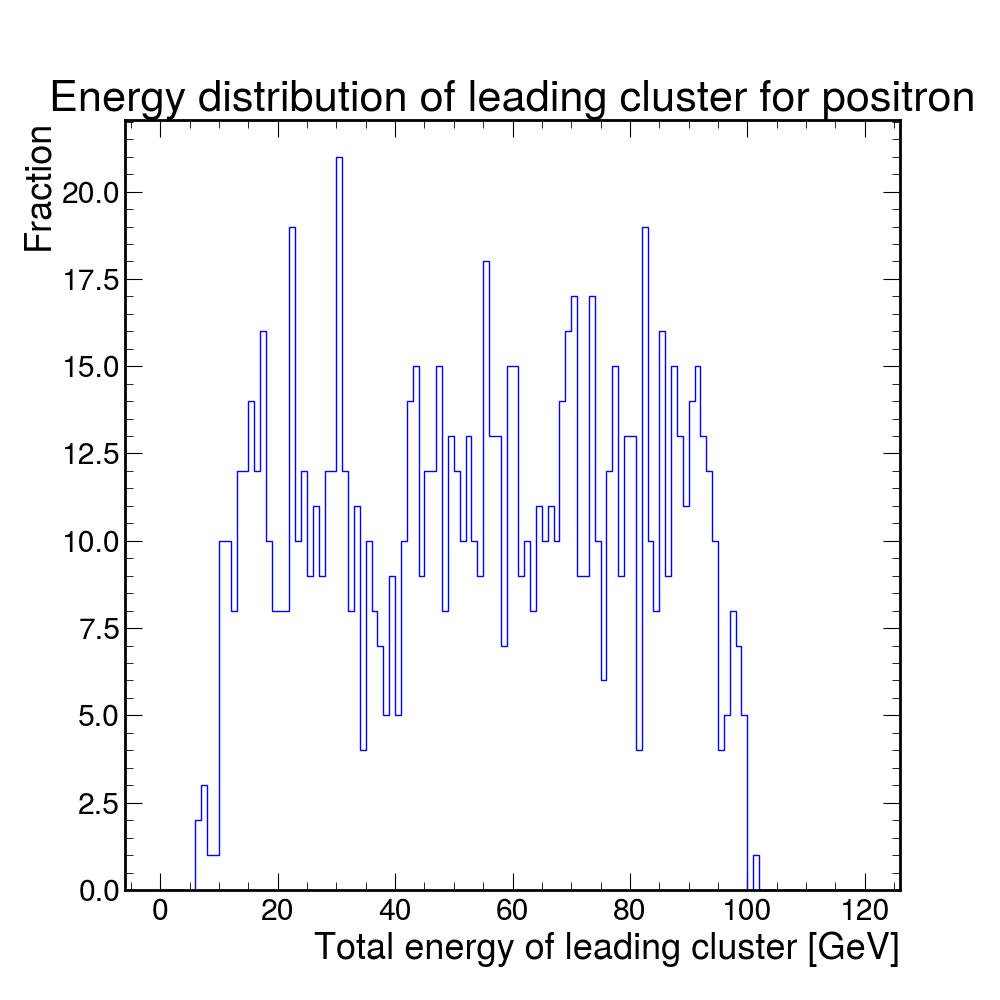 Energy distribution of leading cluster for positron
Fraction
20.0
17.5
15.0
12.5
10.0
7.5
5.0
2.5
0.0
0 20 40 60 80 100 120
Total energy of leading cluster [GeV]